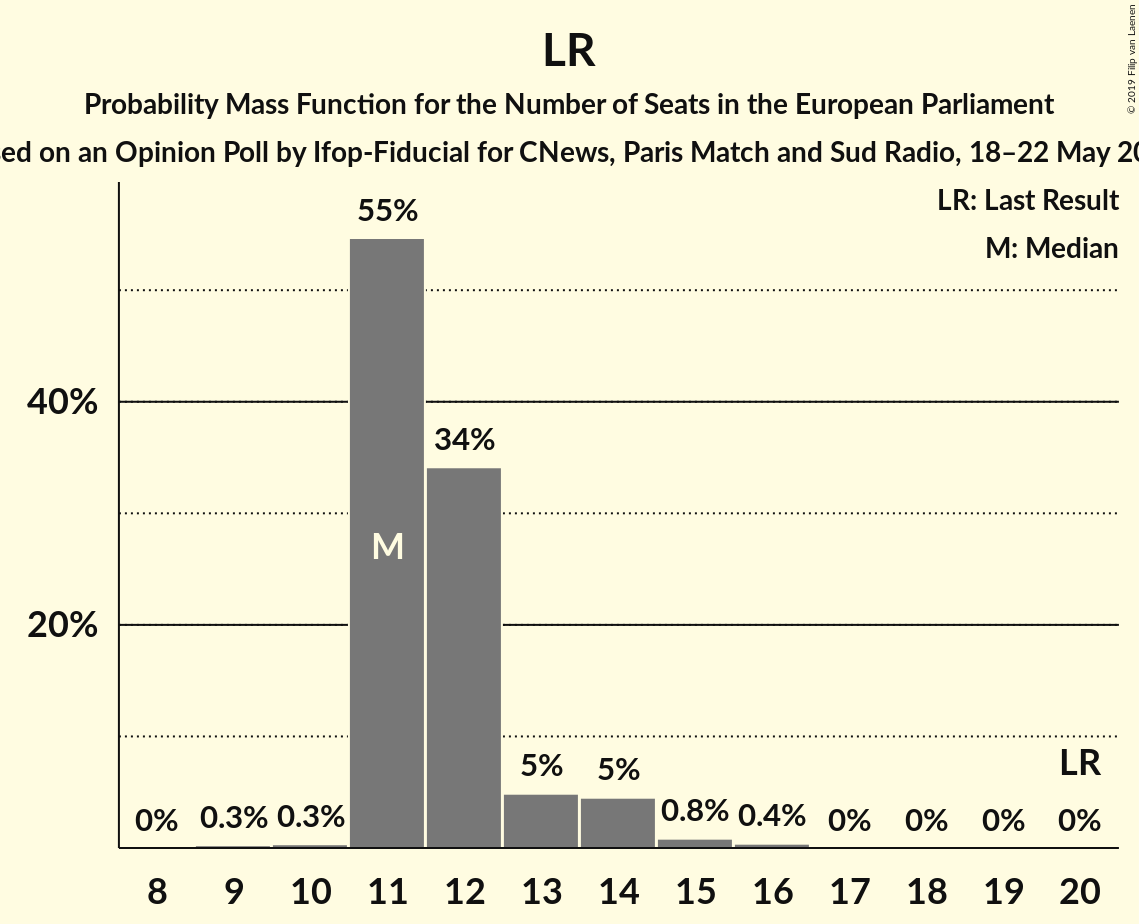 LR
Probability Mass Function for the Number of Seats in the European Parliament
on an Opinion Poll by Ifop-Fiducial for CNews, Paris Match and Sud Radio, 18–22 May
© 2019 Filip van Laenen
LR: Last Result
M: Median
55%
40%
34%
M
20%
LR
0% 0.3% 0.3% 5% 5% 0.8% 0.4% 0% 0% 0% 0%
8 9 10 11 12 13 14 15 16 17 18 19 20